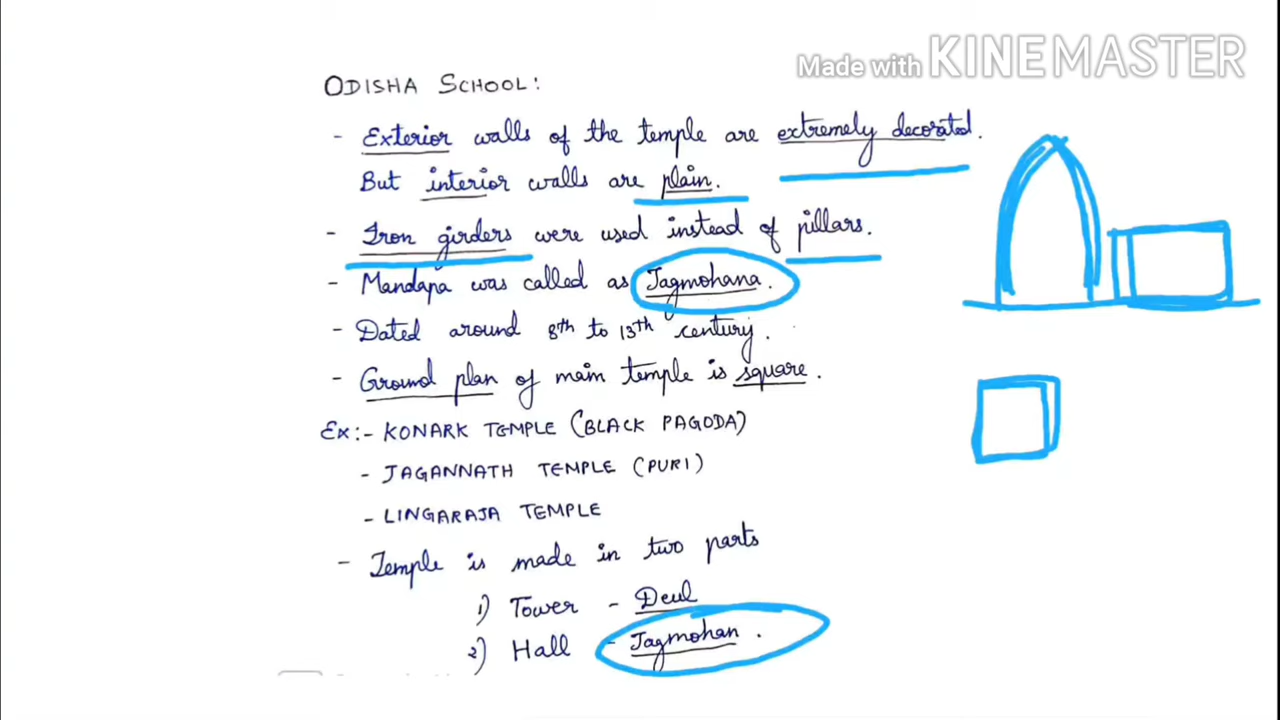 Made with KINEMASTER
ODISHA SCHOOL:
- Exterior walls of the temple are extremely decorated.
But interior walls are plain.
- Iron girders were used instead of pillars.
- Mandapa was called as Jagmohana.
- Dated around 8th to 13th century.
- Ground plan of main temple is square.
Ex:- KONARK TEMPLE (BLACK PAGODA)
- JAGANNATH TEMPLE (PURI)
- LINGARAJA TEMPLE
- Temple is made in two parts
1) Tower - Deul
2) Hall - Jagmohan.